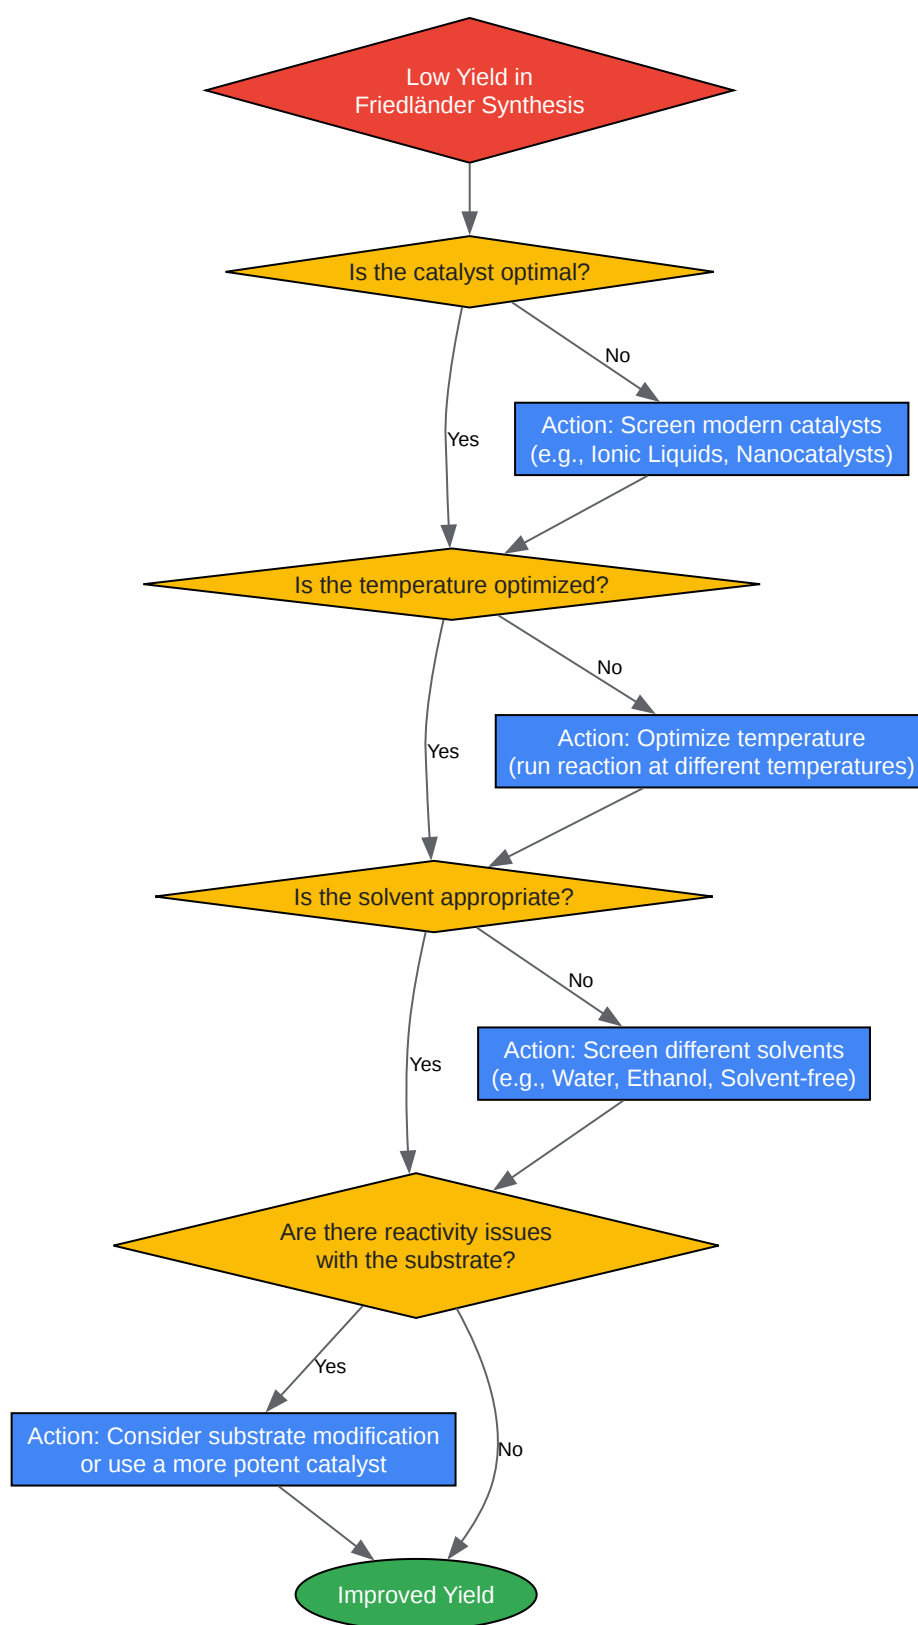 Low Yield in
Friedländer Synthesis
Is the catalyst optimal?
No
Action: Screen modern catalysts
(e.g., Ionic Liquids, Nanocatalysts)
Yes
Is the temperature optimized?
No
Action: Optimize temperature
(run reaction at different temperatures)
Yes
Is the solvent appropriate?
No
Action: Screen different solvents
(e.g., Water, Ethanol, Solvent-free)
Yes
Are there reactivity issues
with the substrate?
Yes
Action: Consider substrate modification
or use a more potent catalyst
No
Improved Yield